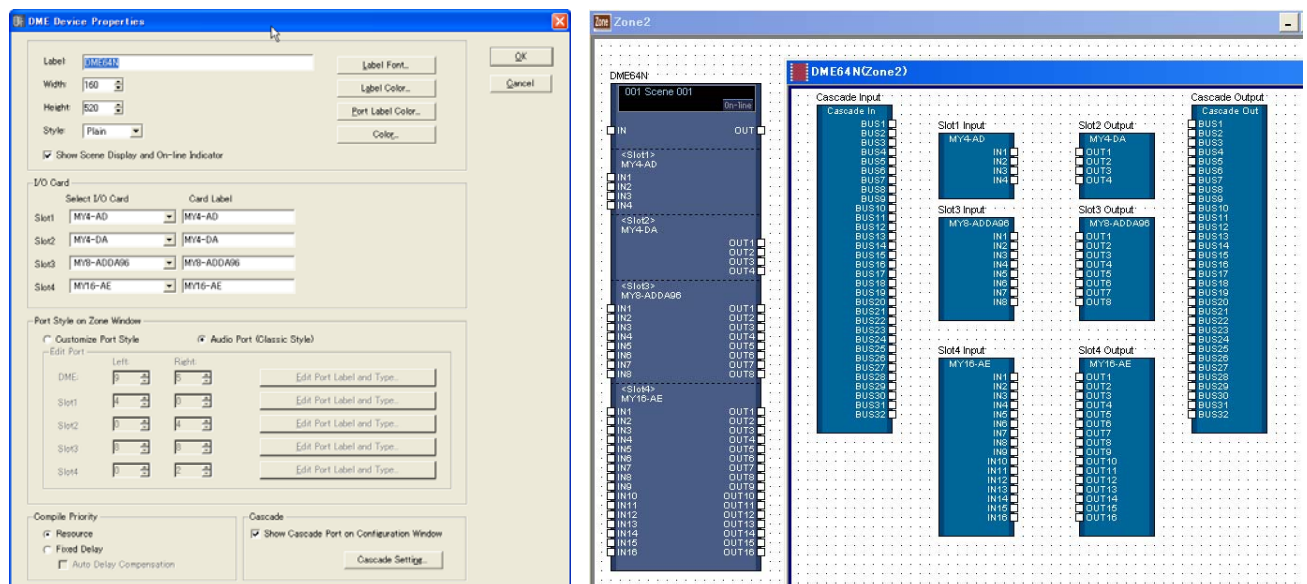 DME Device Properties
Label: DME64N
Width: 160
Height: 520
Style: Plain
Show Scene Display and On-line Indicator
Label Font...
Label Color...
Port Label Color...
Color...
OK
Cancel
I/O Card
Select I/O Card Card Label
Slot1 MY4-AD MY4-AD
Slot2 MY4-DA MY4-DA
Slot3 MY8-ADDA96 MY8-ADDA96
Slot4 MY16-AE MY16-AE
Port Style on Zone Window
Customize Port Style Audio Port (Classic Style)
Edit Port
Left: Right:
DME: 9 5 Edit Port Label and Type...
Slot1 4 0 Edit Port Label and Type...
Slot2 0 4 Edit Port Label and Type...
Slot3 8 8 Edit Port Label and Type...
Slot4 0 2 Edit Port Label and Type...
Compile Priority
Resource
Fixed Delay
Auto Delay Compensation
Cascade
Show Cascade Port on Configuration Window
Cascade Setting...
Zone Zone2
DME64N
001 Scene 001
On-line
IN OUT
<Slot1>
MY4-AD
IN1
IN2
IN3
IN4
<Slot2>
MY4-DA
OUT1
OUT2
OUT3
OUT4
<Slot3>
MY8-ADDA96
IN1 OUT1
IN2 OUT2
IN3 OUT3
IN4 OUT4
IN5 OUT5
IN6 OUT6
IN7 OUT7
IN8 OUT8
<Slot4>
MY16-AE
IN1 OUT1
IN2 OUT2
IN3 OUT3
IN4 OUT4
IN5 OUT5
IN6 OUT6
IN7 OUT7
IN8 OUT8
IN9 OUT9
IN10 OUT10
IN11 OUT11
IN12 OUT12
IN13 OUT13
IN14 OUT14
IN15 OUT15
IN16 OUT16
DME64N(Zone2)
Cascade Input
Cascade In
BUS1
BUS2
BUS3
BUS4
BUS5
BUS6
BUS7
BUS8
BUS9
BUS10
BUS11
BUS12
BUS13
BUS14
BUS15
BUS16
BUS17
BUS18
BUS19
BUS20
BUS21
BUS22
BUS23
BUS24
BUS25
BUS26
BUS27
BUS28
BUS29
BUS30
BUS31
BUS32
Slot1 Input
MY4-AD
IN1
IN2
IN3
IN4
Slot3 Input
MY8-ADDA96
IN1
IN2
IN3
IN4
IN5
IN6
IN7
IN8
Slot4 Input
MY16-AE
IN1
IN2
IN3
IN4
IN5
IN6
IN7
IN8
IN9
IN10
IN11
IN12
IN13
IN14
IN15
IN16
Slot2 Output
MY4-DA
OUT1
OUT2
OUT3
OUT4
Slot3 Output
MY8-ADDA96
OUT1
OUT2
OUT3
OUT4
OUT5
OUT6
OUT7
OUT8
Slot4 Output
MY16-AE
OUT1
OUT2
OUT3
OUT4
OUT5
OUT6
OUT7
OUT8
OUT9
OUT10
OUT11
OUT12
OUT13
OUT14
OUT15
OUT16
Cascade Output
Cascade Out
BUS1
BUS2
BUS3
BUS4
BUS5
BUS6
BUS7
BUS8
BUS9
BUS10
BUS11
BUS12
BUS13
BUS14
BUS15
BUS16
BUS17
BUS18
BUS19
BUS20
BUS21
BUS22
BUS23
BUS24
BUS25
BUS26
BUS27
BUS28
BUS29
BUS30
BUS31
BUS32